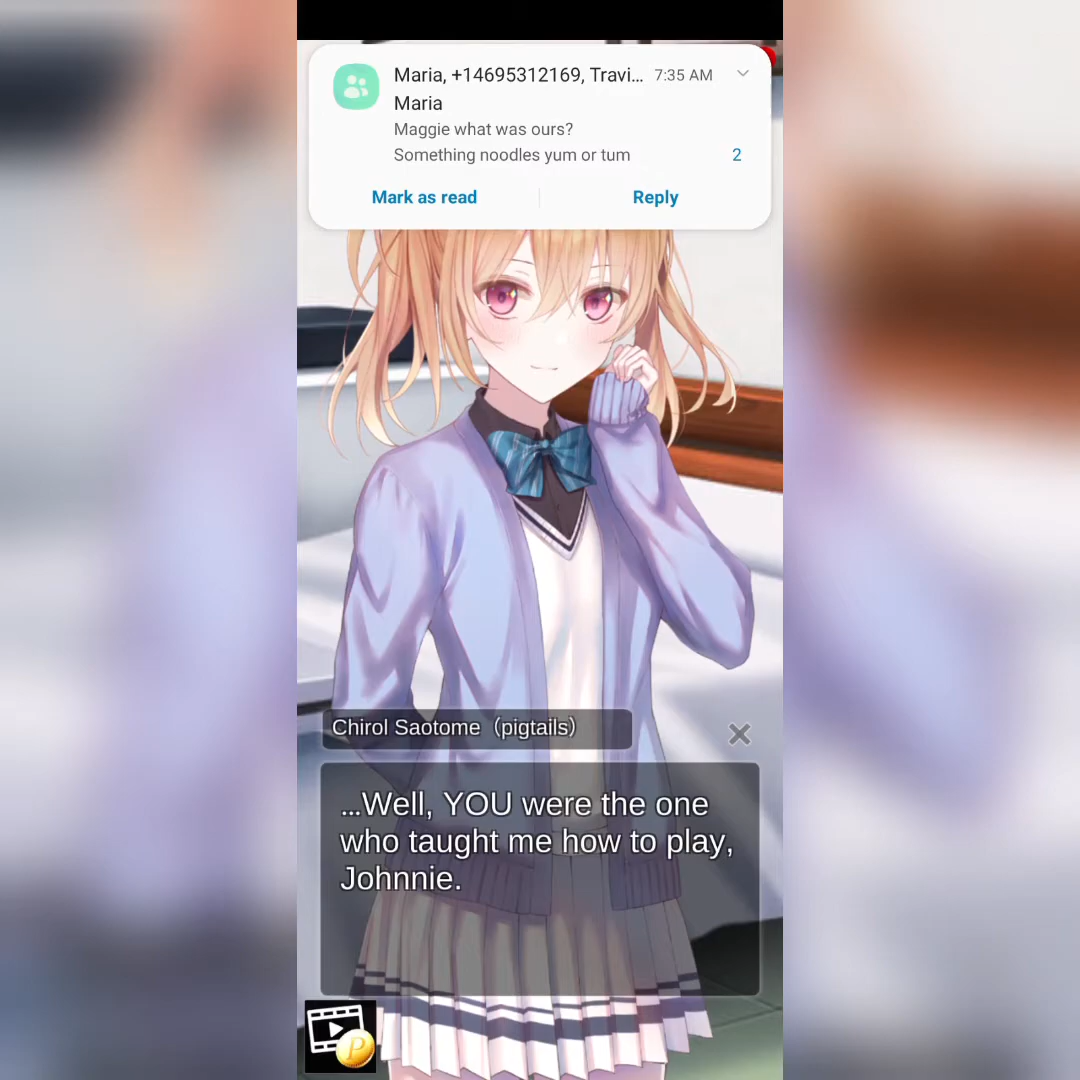 Maria, +14695312169, Travi... 7:35 AM
Maria
Maggie what was ours?
Something noodles yum or tum 2
Mark as read Reply
Chirol Saotome (pigtails)
...Well, YOU were the one
who taught me how to play,
Johnnie.
P